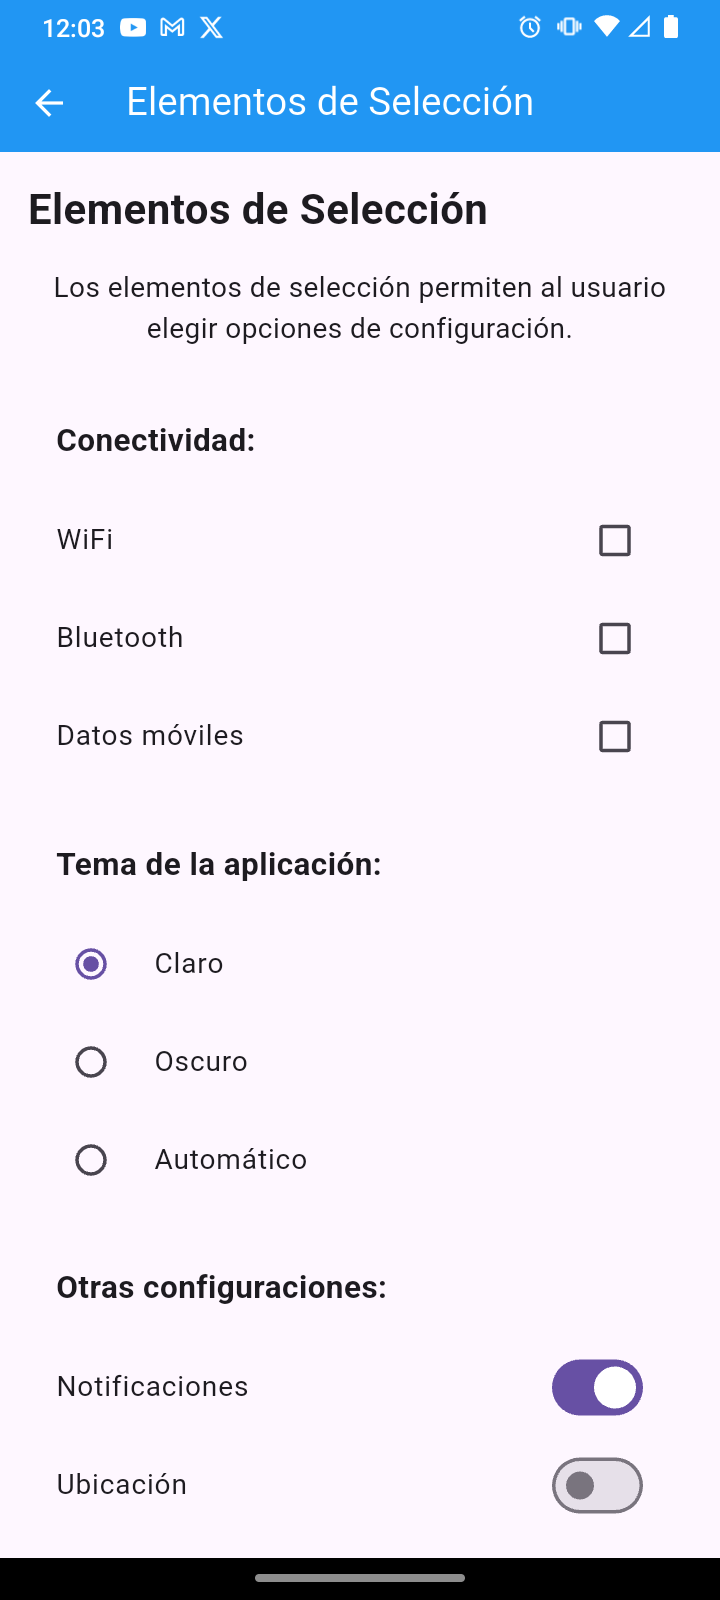 12:03
Elementos de Selección
Elementos de Selección
Los elementos de selección permiten al usuario
elegir opciones de configuración.
Conectividad:
WiFi
Bluetooth
Datos móviles
Tema de la aplicación:
Claro
Oscuro
Automático
Otras configuraciones:
Notificaciones
Ubicación